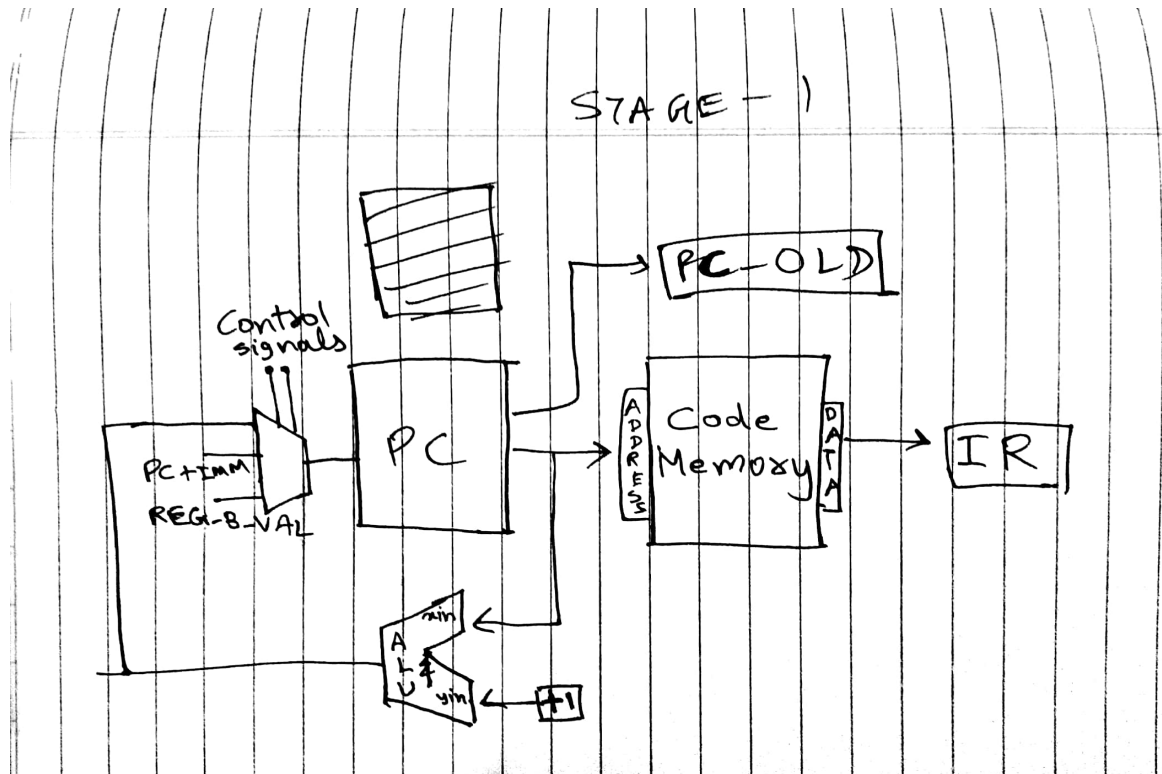 STAGE - 1
PC-OLD
Control
signals
PC
ADDRESS
Code
Memory
DATA
IR
PC+IMM
REG-B-VAL
xin
ALU
+
yin
+1